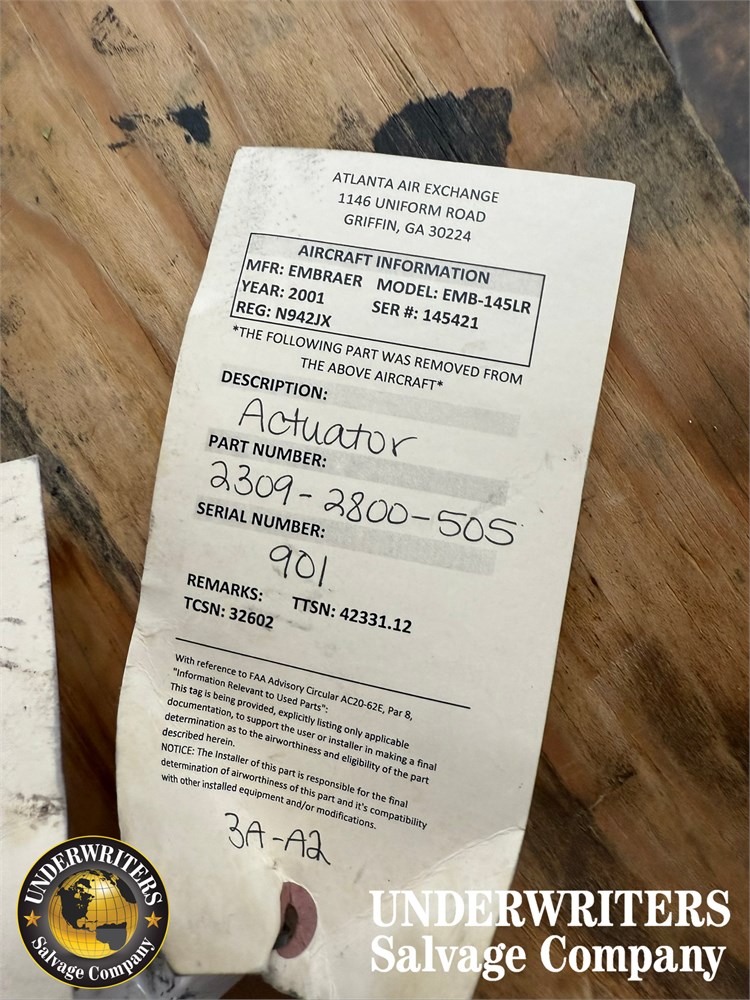 ATLANTA AIR EXCHANGE
1146 UNIFORM ROAD
GRIFFIN, GA 30224
AIRCRAFT INFORMATION
MFR: EMBRAER MODEL: EMB-145LR
YEAR: 2001 SER #: 145421
REG: N942JX
*THE FOLLOWING PART WAS REMOVED FROM
THE ABOVE AIRCRAFT*
DESCRIPTION:
Actuator
PART NUMBER:
2309-2800-505
SERIAL NUMBER:
901
REMARKS: TTSN: 42331.12
TCSN: 32602
With reference to FAA Advisory Circular AC20-62E, Par 8,
"Information Relevant to Used Parts":
This tag is being provided, explicitly listing only applicable
documentation, to support the user or installer in making a final
determination as to the airworthiness and eligibility of the part
described herein.
NOTICE: The Installer of this part is responsible for the final
determination of airworthiness of this part and it's compatibility
with other installed equipment and/or modifications.
3A-A2
UNDERWRITERS
Salvage Company
UNDERWRITERS
Salvage Company